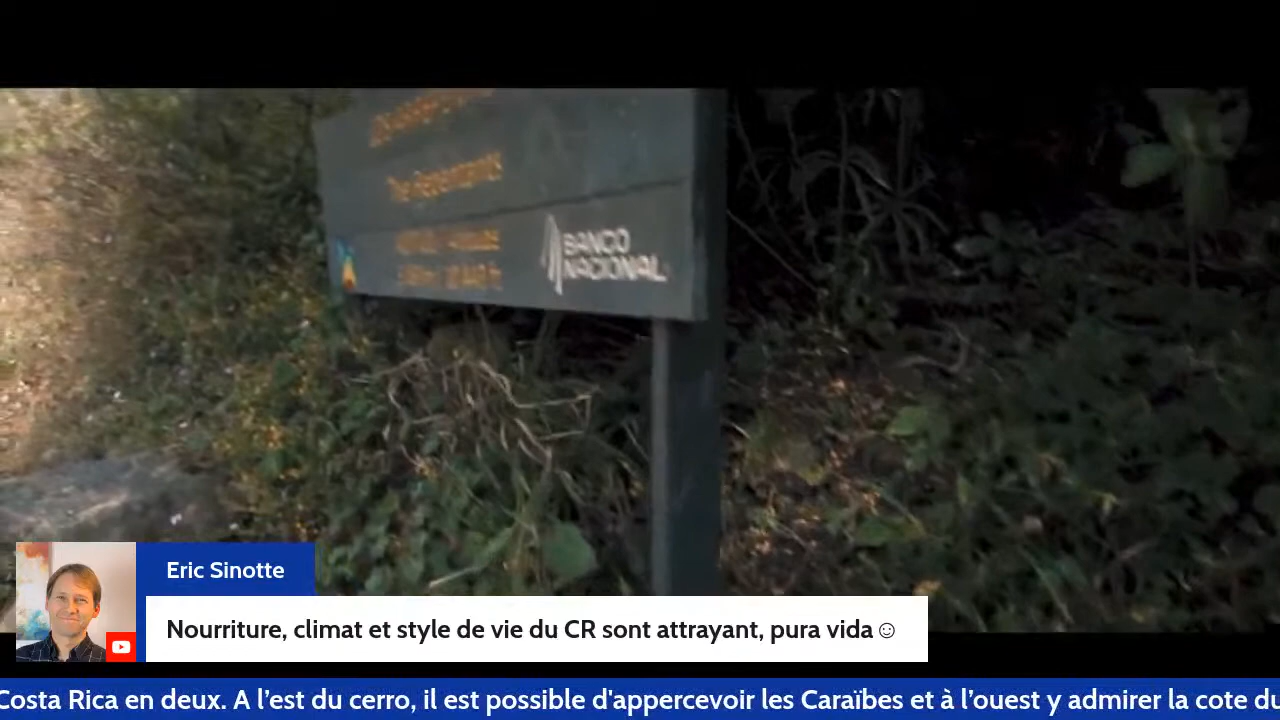 BANCO
NACIONAL
Eric Sinotte
Nourriture, climat et style de vie du CR sont attrayant, pura vida☺
Costa Rica en deux. A l’est du cerro, il est possible d'appercevoir les Caraïbes et à l’ouest y admirer la cote du